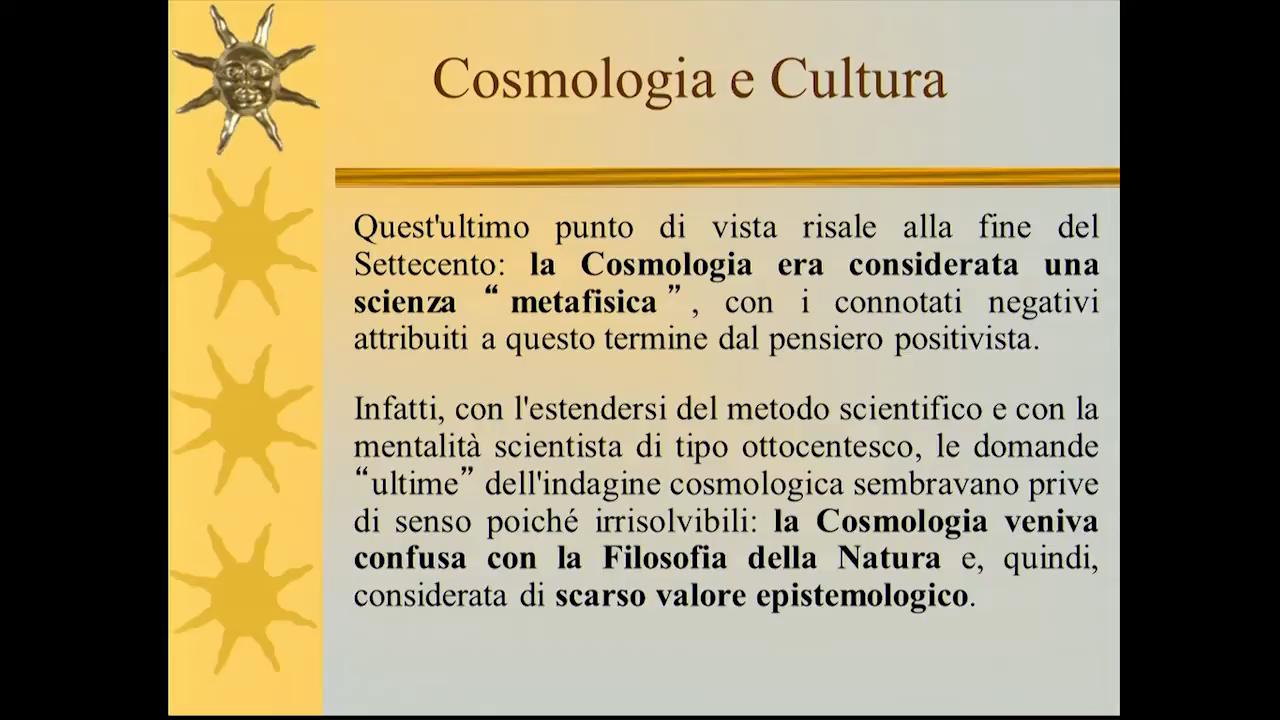 Cosmologia e Cultura
Quest'ultimo punto di vista risale alla fine del
Settecento: la Cosmologia era considerata una
scienza “metafisica”, con i connotati negativi
attribuiti a questo termine dal pensiero positivista.
Infatti, con l'estendersi del metodo scientifico e con la
mentalità scientista di tipo ottocentesco, le domande
“ultime” dell'indagine cosmologica sembravano prive
di senso poiché irrisolvibili: la Cosmologia veniva
confusa con la Filosofia della Natura e, quindi,
considerata di scarso valore epistemologico.